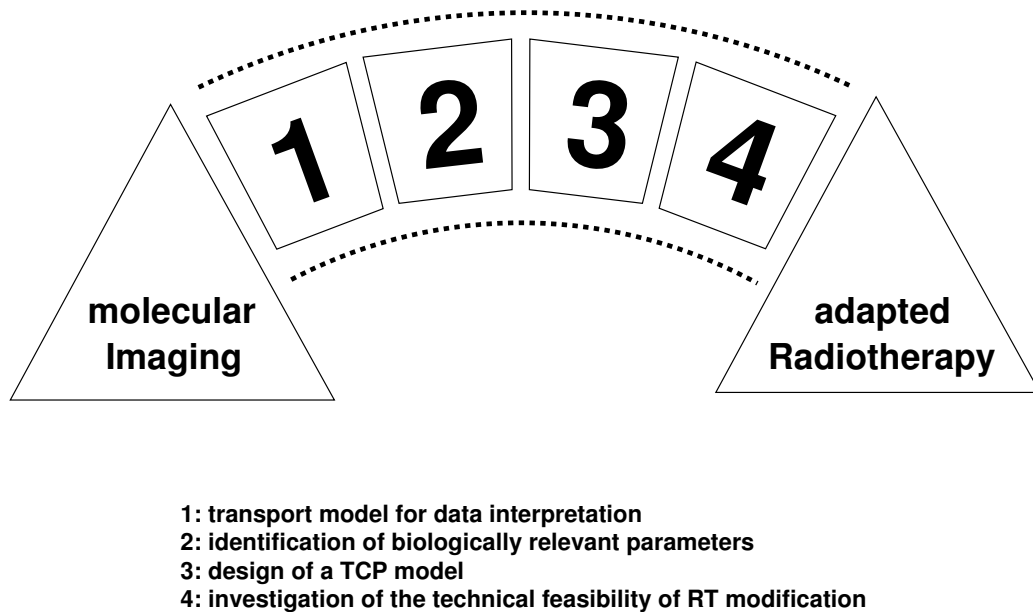 1 2 3 4
molecular
Imaging
adapted
Radiotherapy
1: transport model for data interpretation
2: identification of biologically relevant parameters
3: design of a TCP model
4: investigation of the technical feasibility of RT modification